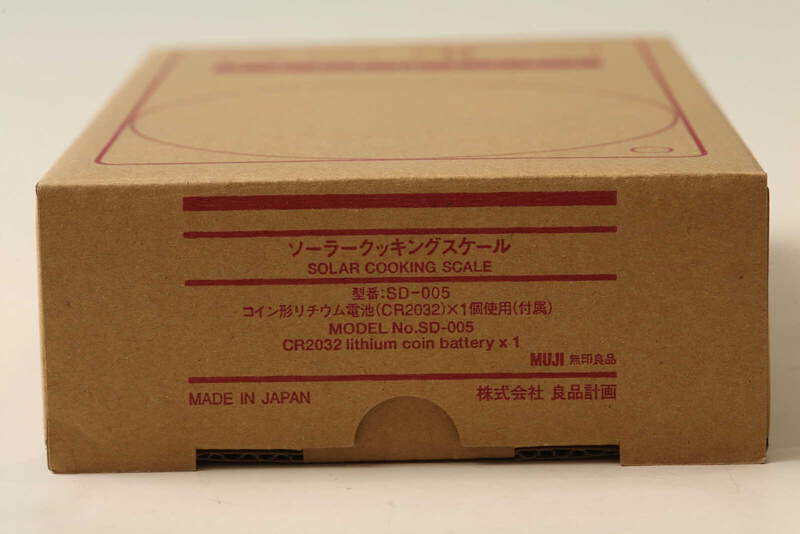 ソーラークッキングスケール
SOLAR COOKING SCALE
型番:SD-005
コイン形リチウム電池(CR2032)×1個使用(付属)
MODEL No.SD-005
CR2032 lithium coin battery x 1
MUJI 無印良品
MADE IN JAPAN 株式会社 良品計画